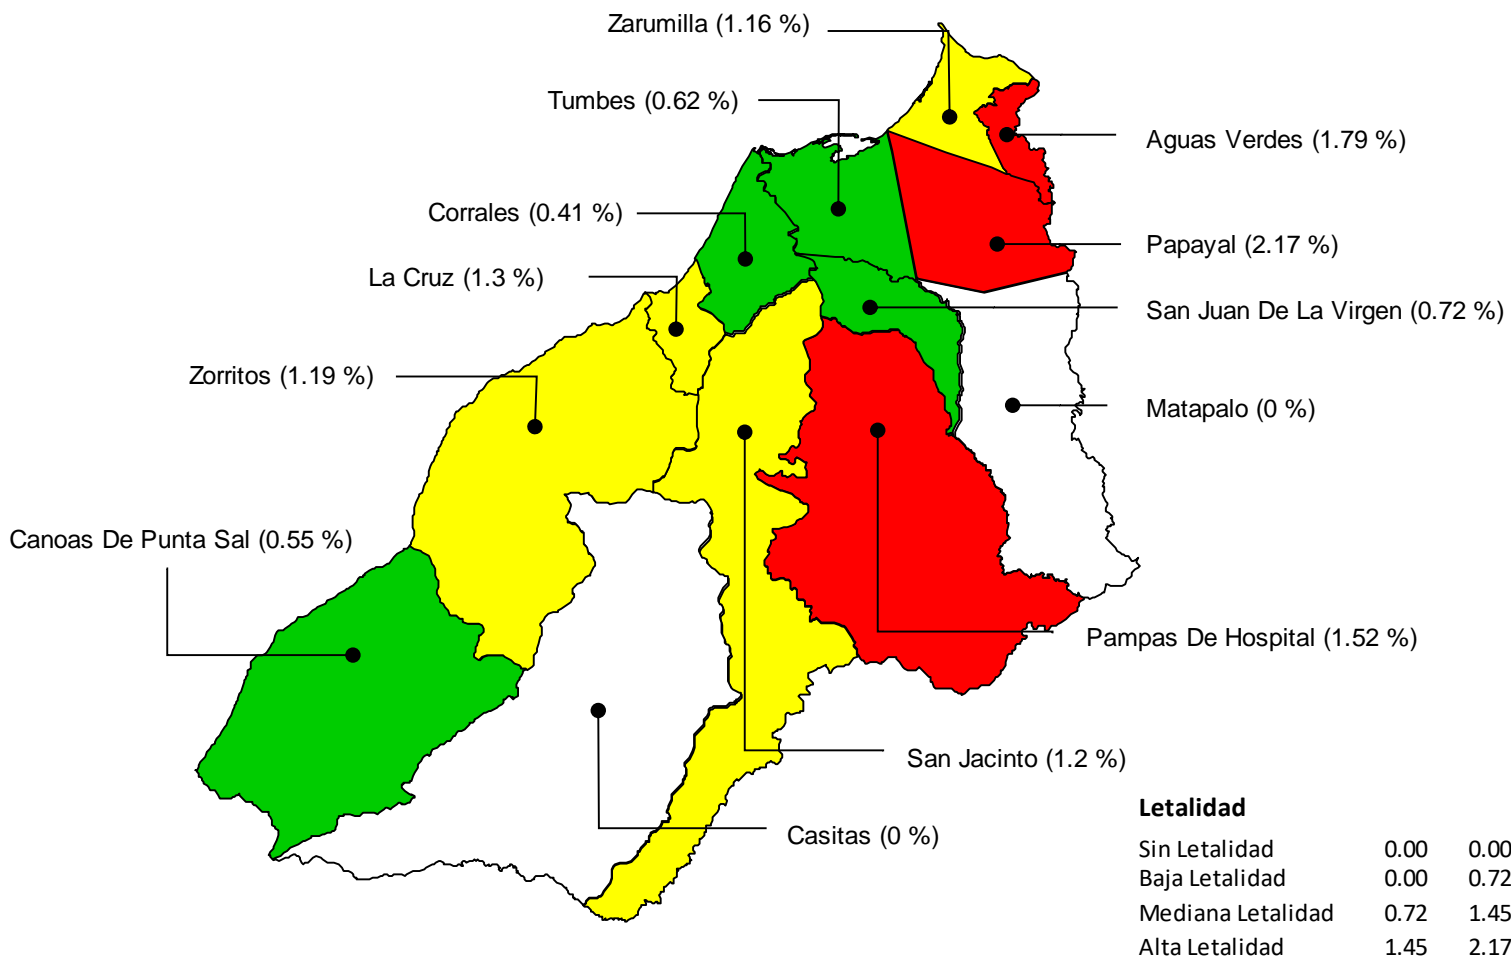 Zarumilla (1.16 %)
Tumbes (0.62 %)
Aguas Verdes (1.79 %)
Corrales (0.41 %)
Papayal (2.17 %)
La Cruz (1.3 %)
San Juan De La Virgen (0.72 %)
Zorritos (1.19 %)
Matapalo (0 %)
Canoas De Punta Sal (0.55 %)
Pampas De Hospital (1.52 %)
San Jacinto (1.2 %)
Casitas (0 %)
Letalidad
Sin Letalidad 0.00 0.00
Baja Letalidad 0.00 0.72
Mediana Letalidad 0.72 1.45
Alta Letalidad 1.45 2.17